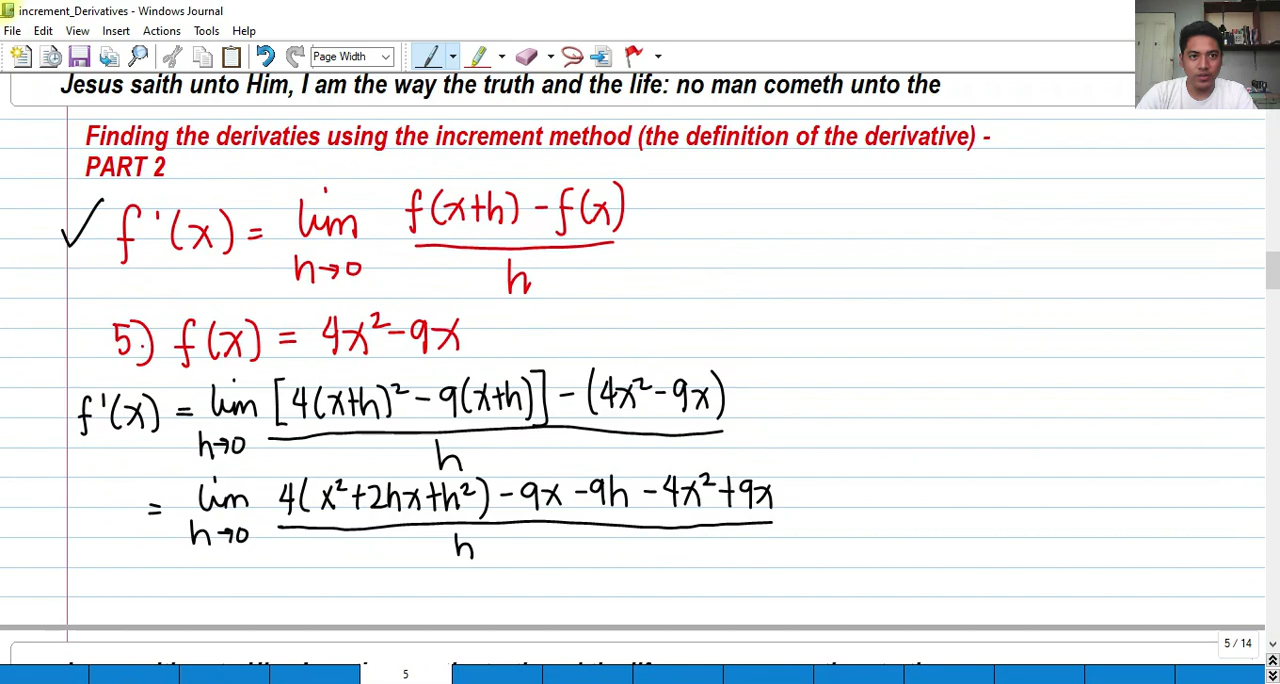 increment_Derivatives - Windows Journal
File Edit View Insert Actions Tools Help
Page Width
Jesus saith unto Him, I am the way the truth and the life: no man cometh unto the
Finding the derivaties using the increment method (the definition of the derivative) -
PART 2
✓ f'(x) = lim h→0 f(x+h) - f(x) / h
5.) f(x) = 4x² - 9x
f'(x) = lim h→0 [4(x+h)² - 9(x+h)] - (4x² - 9x) / h
= lim h→0 4(x² + 2hx + h²) - 9x - 9h - 4x² + 9x / h
5 / 14
5